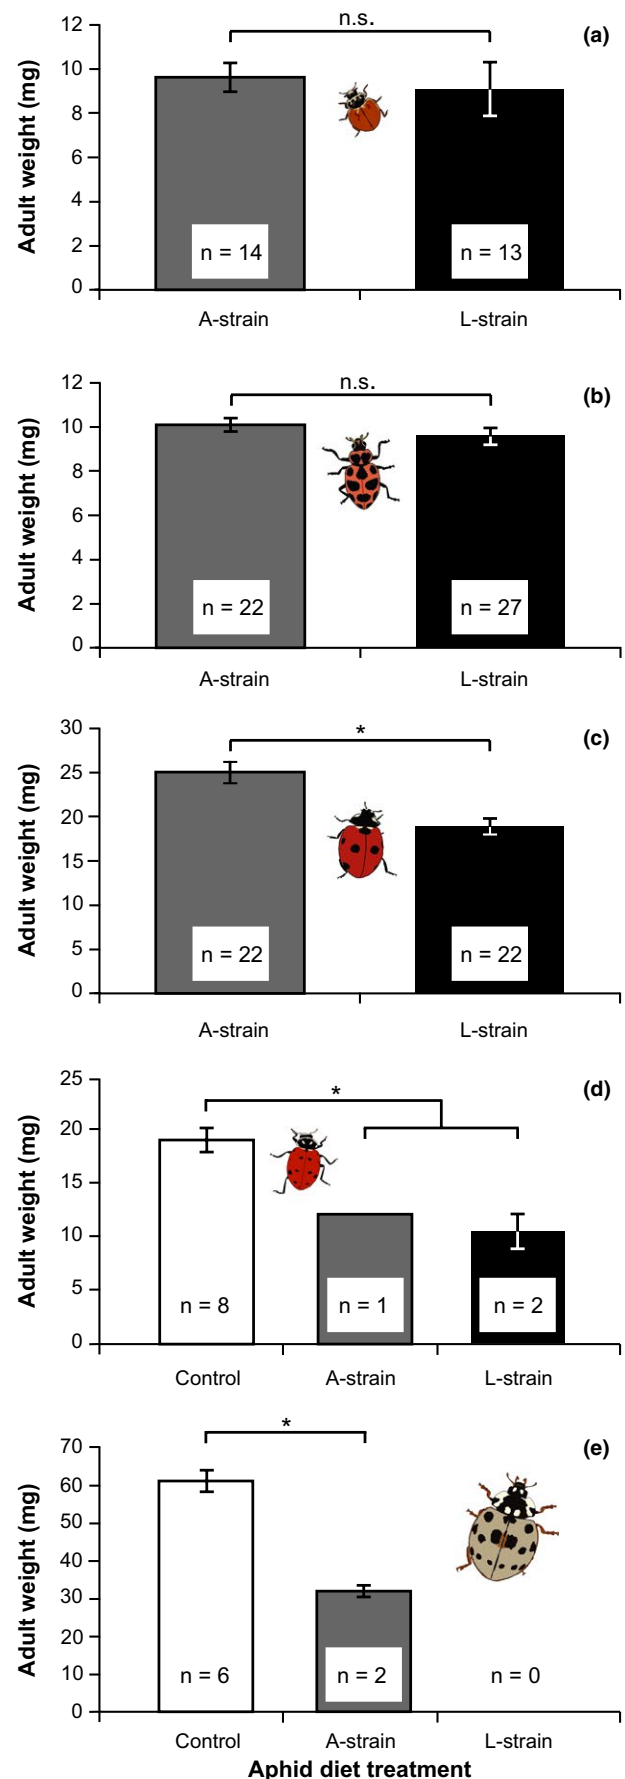 n.s.
(a)
12
10
8
6
4
2
0
Adult weight (mg)
n = 14
n = 13
A-strain
L-strain
n.s.
(b)
12
10
8
6
4
2
0
Adult weight (mg)
n = 22
n = 27
A-strain
L-strain
*
(c)
30
25
20
15
10
5
0
Adult weight (mg)
n = 22
n = 22
A-strain
L-strain
*
(d)
25
20
15
10
5
0
Adult weight (mg)
n = 8
n = 1
n = 2
Control
A-strain
L-strain
*
(e)
70
60
50
40
30
20
10
0
Adult weight (mg)
n = 6
n = 2
n = 0
Control
A-strain
L-strain
Aphid diet treatment